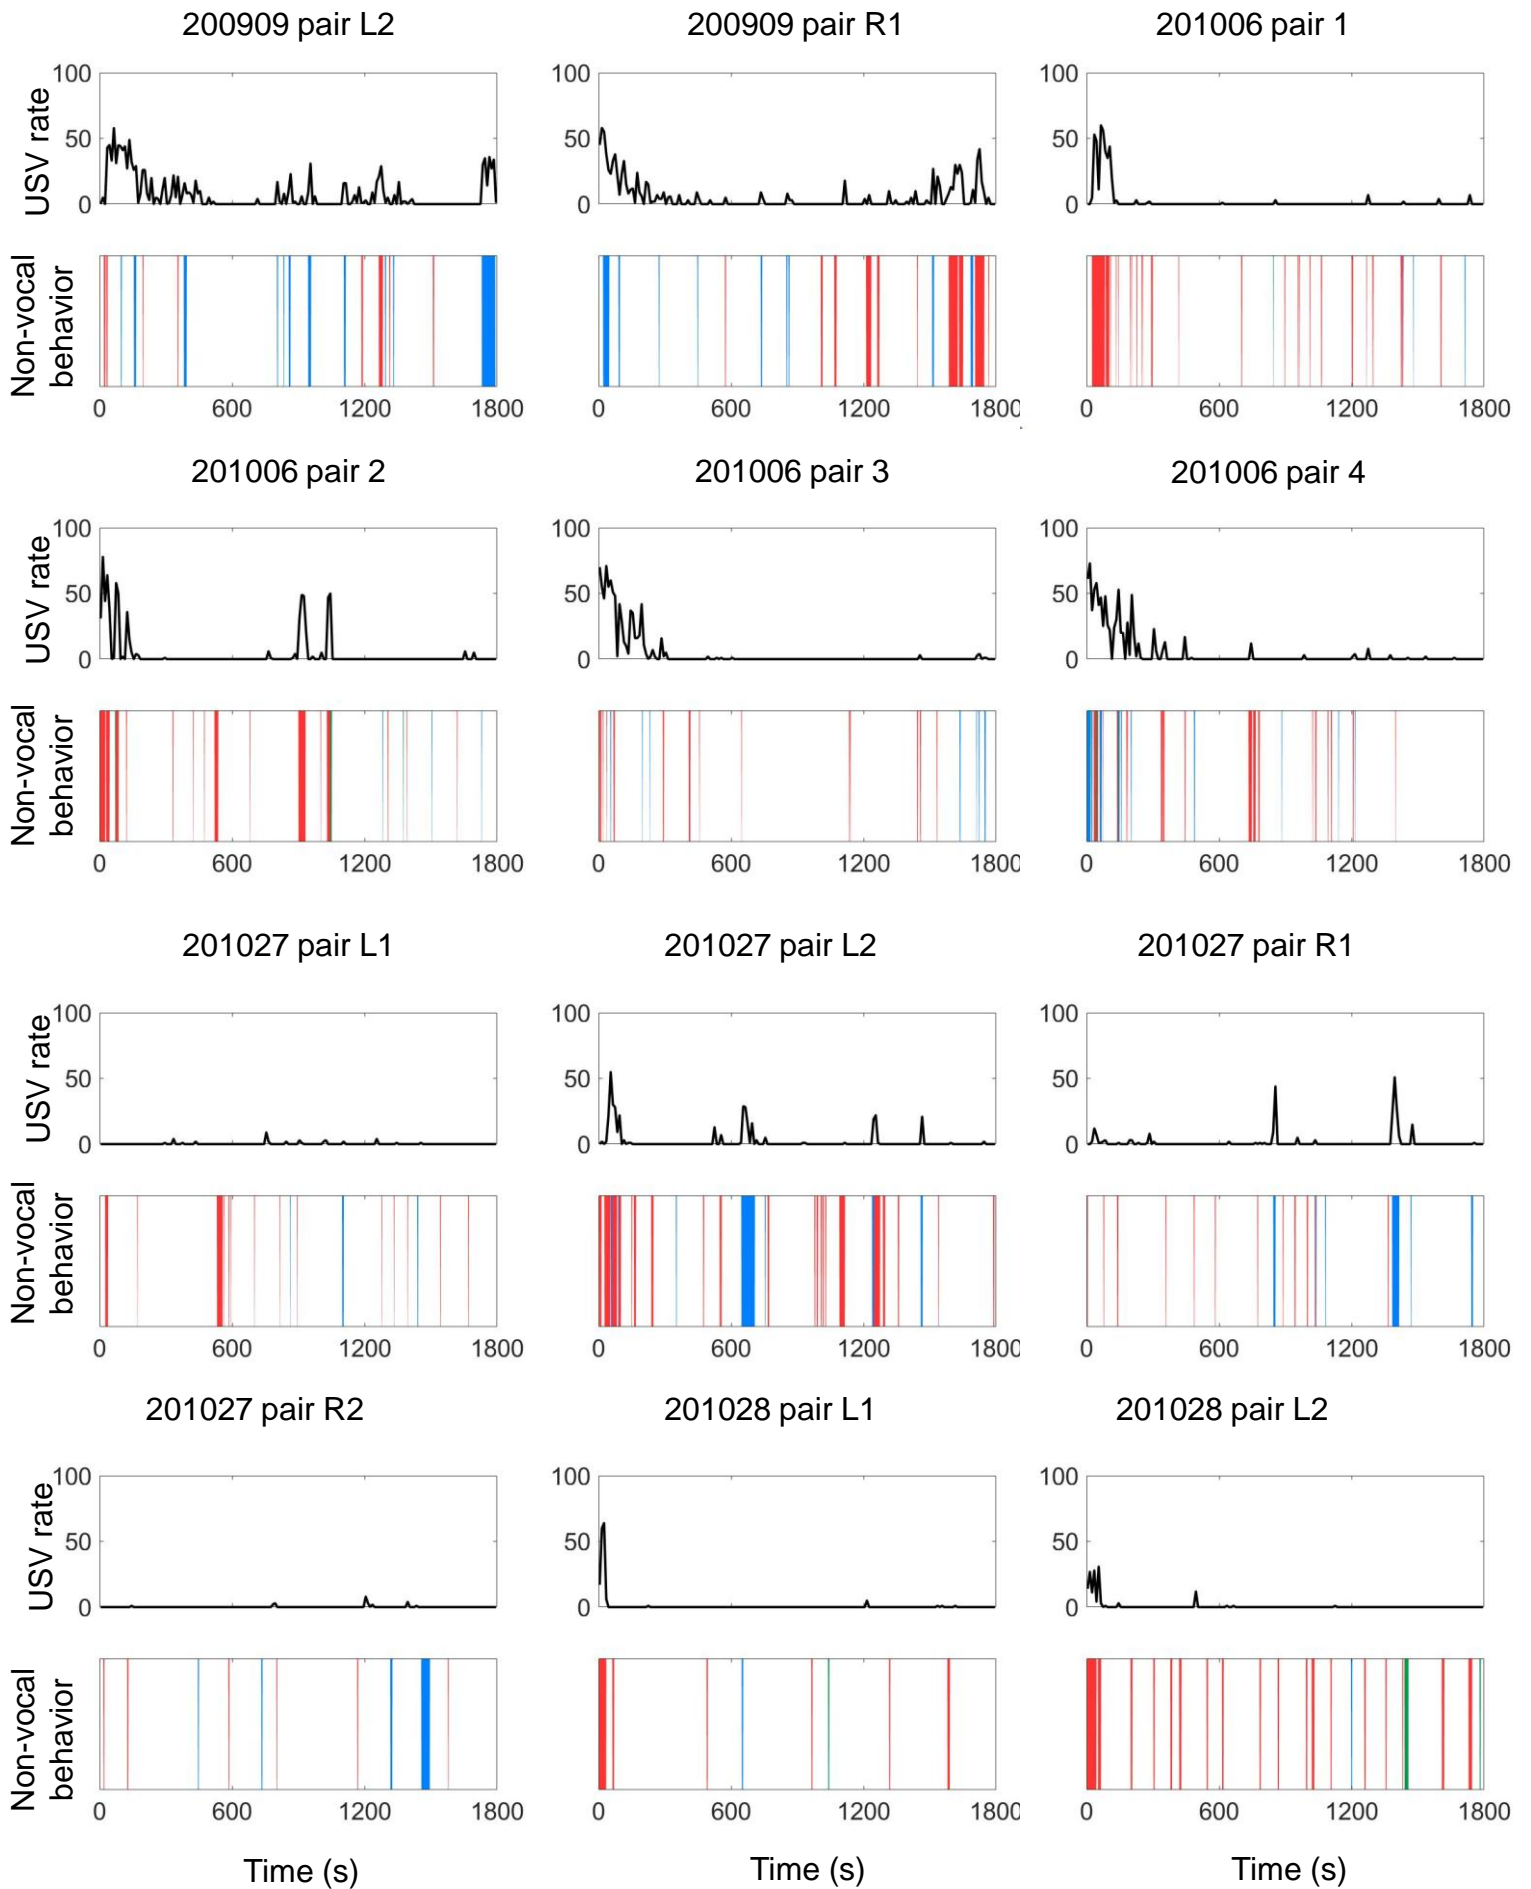 200909 pair L2
200909 pair R1
201006 pair 1
USV rate
100
50
0
100
50
0
100
50
0
Non-vocal
behavior
0 600 1200 1800
0 600 1200 1800
0 600 1200 1800
201006 pair 2
201006 pair 3
201006 pair 4
USV rate
100
50
0
100
50
0
100
50
0
Non-vocal
behavior
0 600 1200 1800
0 600 1200 1800
0 600 1200 1800
201027 pair L1
201027 pair L2
201027 pair R1
USV rate
100
50
0
100
50
0
100
50
0
Non-vocal
behavior
0 600 1200 1800
0 600 1200 1800
0 600 1200 1800
201027 pair R2
201028 pair L1
201028 pair L2
USV rate
100
50
0
100
50
0
100
50
0
Non-vocal
behavior
0 600 1200 1800
0 600 1200 1800
0 600 1200 1800
Time (s)
Time (s)
Time (s)